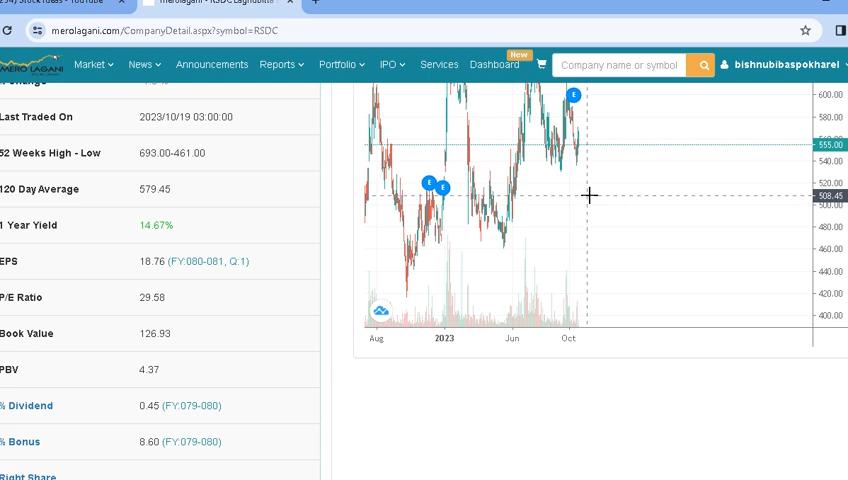 merolagani - RSDC Laghubitta
merolagani.com/CompanyDetail.aspx?symbol=RSDC
MERO LAGANI
Market News Announcements Reports Portfolio IPO Services Dashboard New Company name or symbol bishnubibaspokharel
Last Traded On 2023/10/19 03:00:00
52 Weeks High - Low 693.00-461.00
120 Day Average 579.45
1 Year Yield 14.67%
EPS 18.76 (FY:080-081, Q:1)
P/E Ratio 29.58
Book Value 126.93
PBV 4.37
% Dividend 0.45 (FY:079-080)
% Bonus 8.60 (FY:079-080)
Right Share
E
E E
600.00
580.00
555.00
540.00
520.00
508.45
500.00
480.00
460.00
440.00
420.00
400.00
Aug 2023 Jun Oct